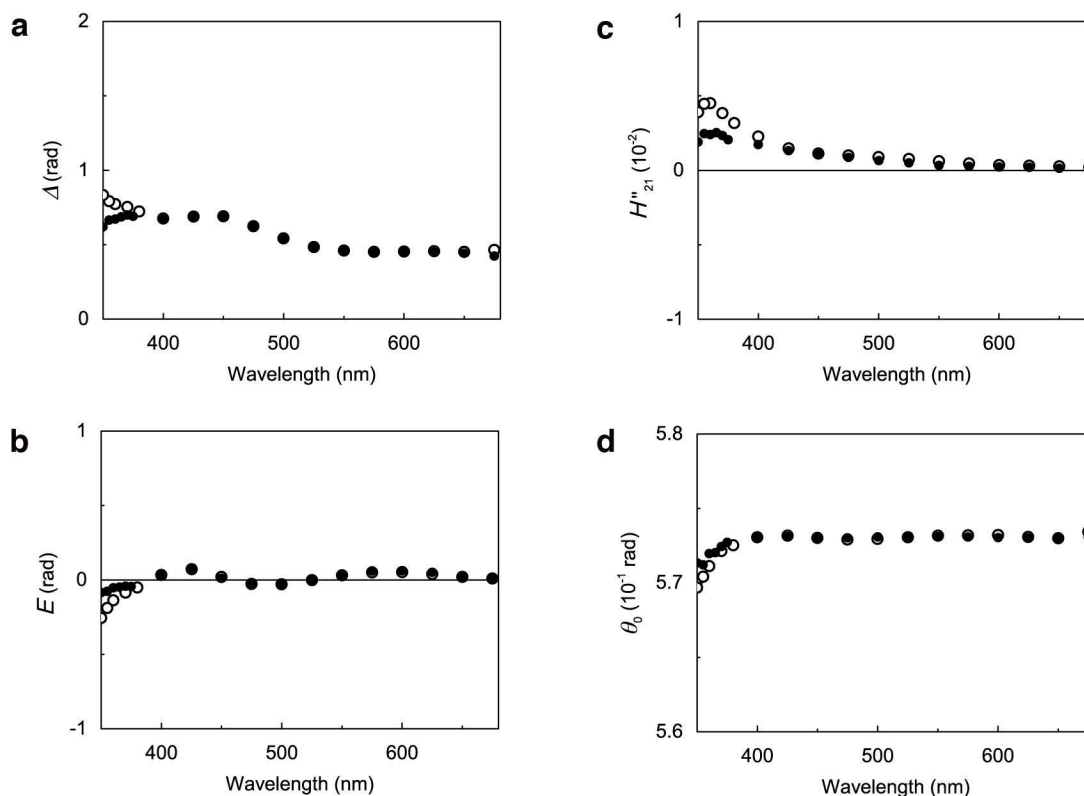 a
2
1
0
Δ (rad)
400
500
600
Wavelength (nm)
b
1
0
-1
E (rad)
400
500
600
Wavelength (nm)
c
1
0
-1
H"21 (10-2)
400
500
600
Wavelength (nm)
d
5.8
5.7
5.6
θ0 (10-1 rad)
400
500
600
Wavelength (nm)